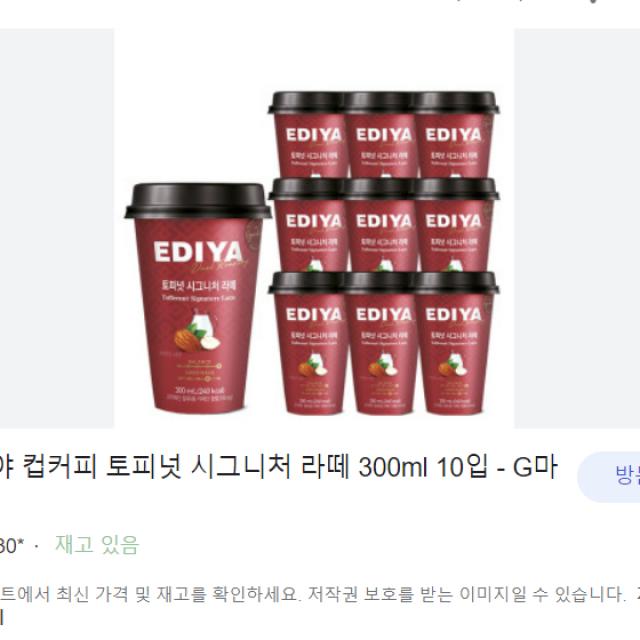 EDIYA EDIYA EDIYA
토피넛 시그니처 라떼 토피넛 시그니처 라떼 토피넛 시그니처 라떼
Toffeenut Signature Latte Toffeenut Signature Latte Toffeenut Signature Latte
EDIYA EDIYA EDIYA
토피넛 시그니처 라떼 토피넛 시그니처 라떼 토피넛 시그니처 라떼
Toffeenut Signature Latte Toffeenut Signature Latte Toffeenut Signature Latte
EDIYA
Dual Roasting
토피넛 시그니처 라떼
Toffeenut Signature Latte
300 mL(240 kcal)
EDIYA EDIYA EDIYA
토피넛 시그니처 라떼 토피넛 시그니처 라떼 토피넛 시그니처 라떼
Toffeenut Signature Latte Toffeenut Signature Latte Toffeenut Signature Latte
야 컵커피 토피넛 시그니처 라떼 300ml 10입 - G마
방문
30* · 재고 있음
트에서 최신 가격 및 재고를 확인하세요. 저작권 보호를 받는 이미지일 수 있습니다.